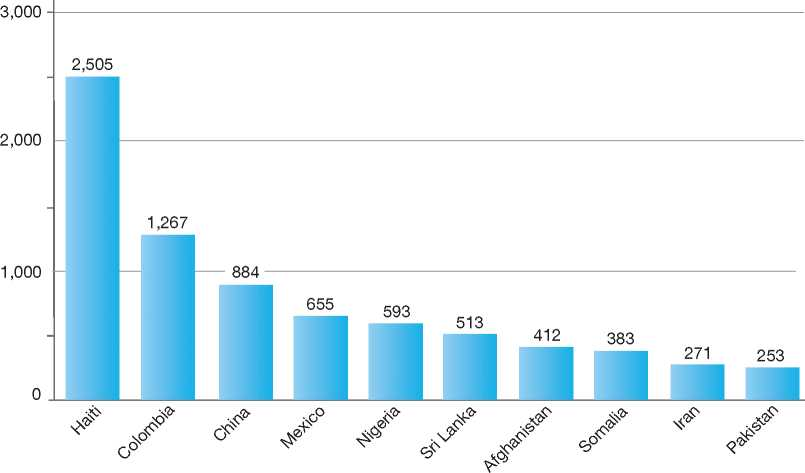 3,000
2,505
2,000
1,267
1,000
884
655
593
513
412
383
271
253
0
Haiti
Colombia
China
Mexico
Nigeria
Sri Lanka
Afghanistan
Somalia
Iran
Pakistan